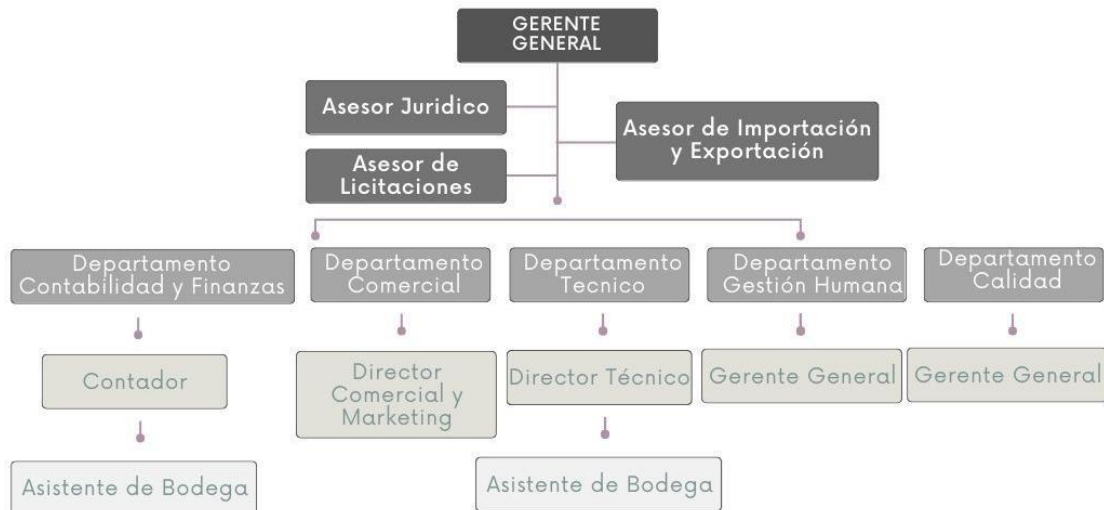 GERENTE
GENERAL
Asesor Juridico
Asesor de Importación
y Exportación
Asesor de
Licitaciones
Departamento
Contabilidad y Finanzas
Departamento
Comercial
Departamento
Tecnico
Departamento
Gestión Humana
Departamento
Calidad
Contador
Director
Comercial y
Marketing
Director Técnico
Gerente General
Gerente General
Asistente de Bodega
Asistente de Bodega